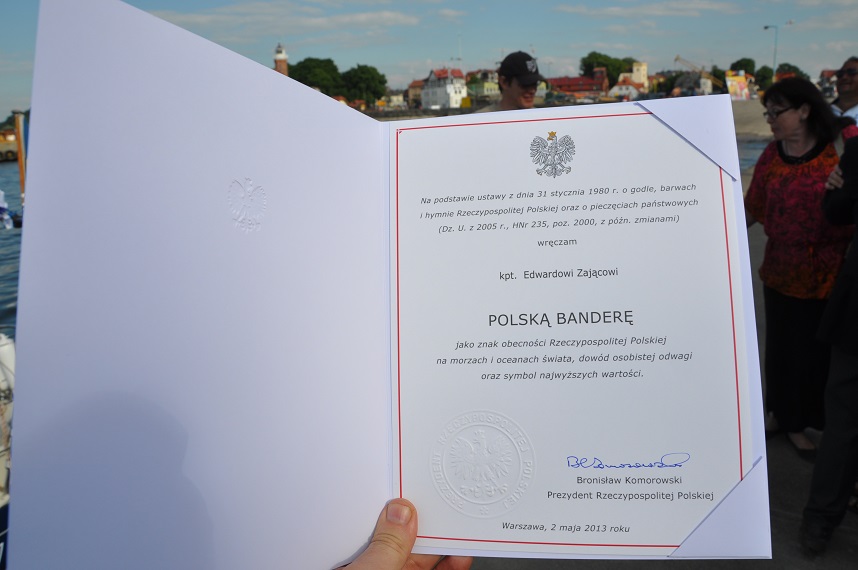 Na podstawie ustawy z dnia 31 stycznia 1980 r. o godle, barwach
i hymnie Rzeczypospolitej Polskiej oraz o pieczęciach państwowych
(Dz. U. z 2005 r., HNr 235, poz. 2000, z późn. zmianami)
wręczam
kpt. Edwardowi Zającowi
POLSKĄ BANDERĘ
jako znak obecności Rzeczypospolitej Polskiej
na morzach i oceanach świata, dowód osobistej odwagi
oraz symbol najwyższych wartości.
Bronisław Komorowski
Prezydent Rzeczypospolitej Polskiej
Warszawa, 2 maja 2013 roku